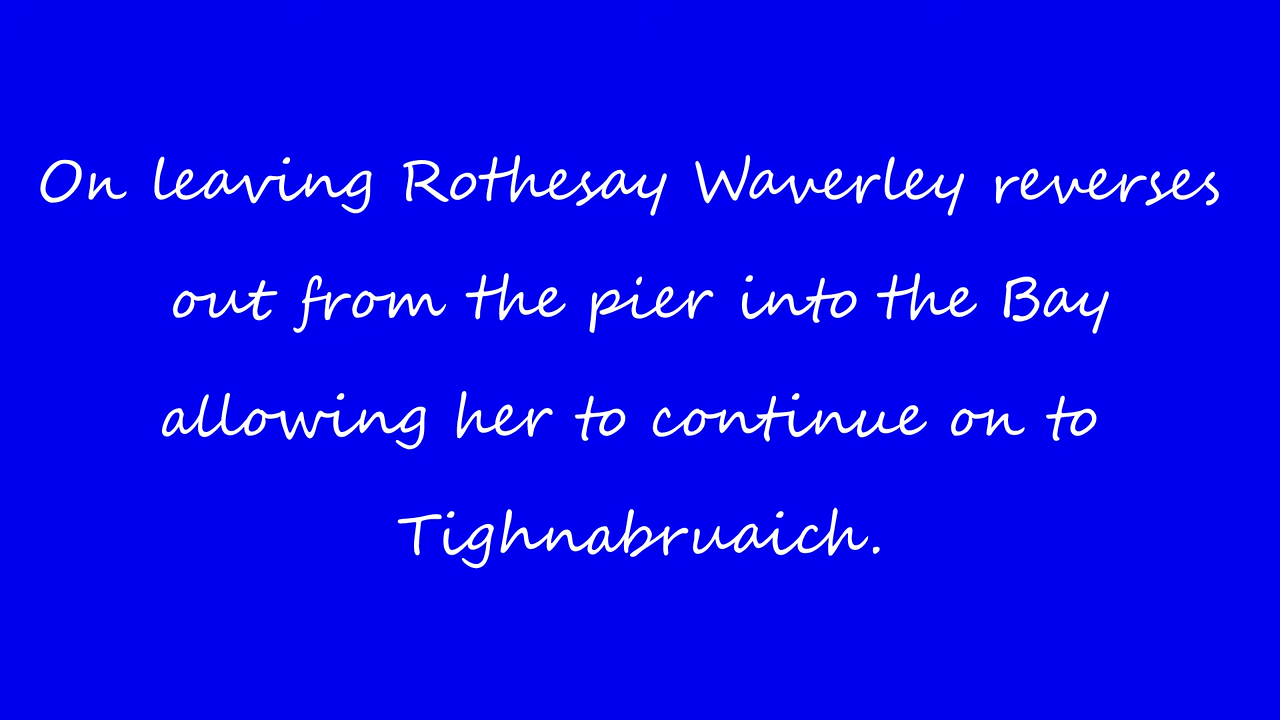 On leaving Rothesay Waverley reverses
out from the pier into the Bay
allowing her to continue on to
Tighnabruaich.